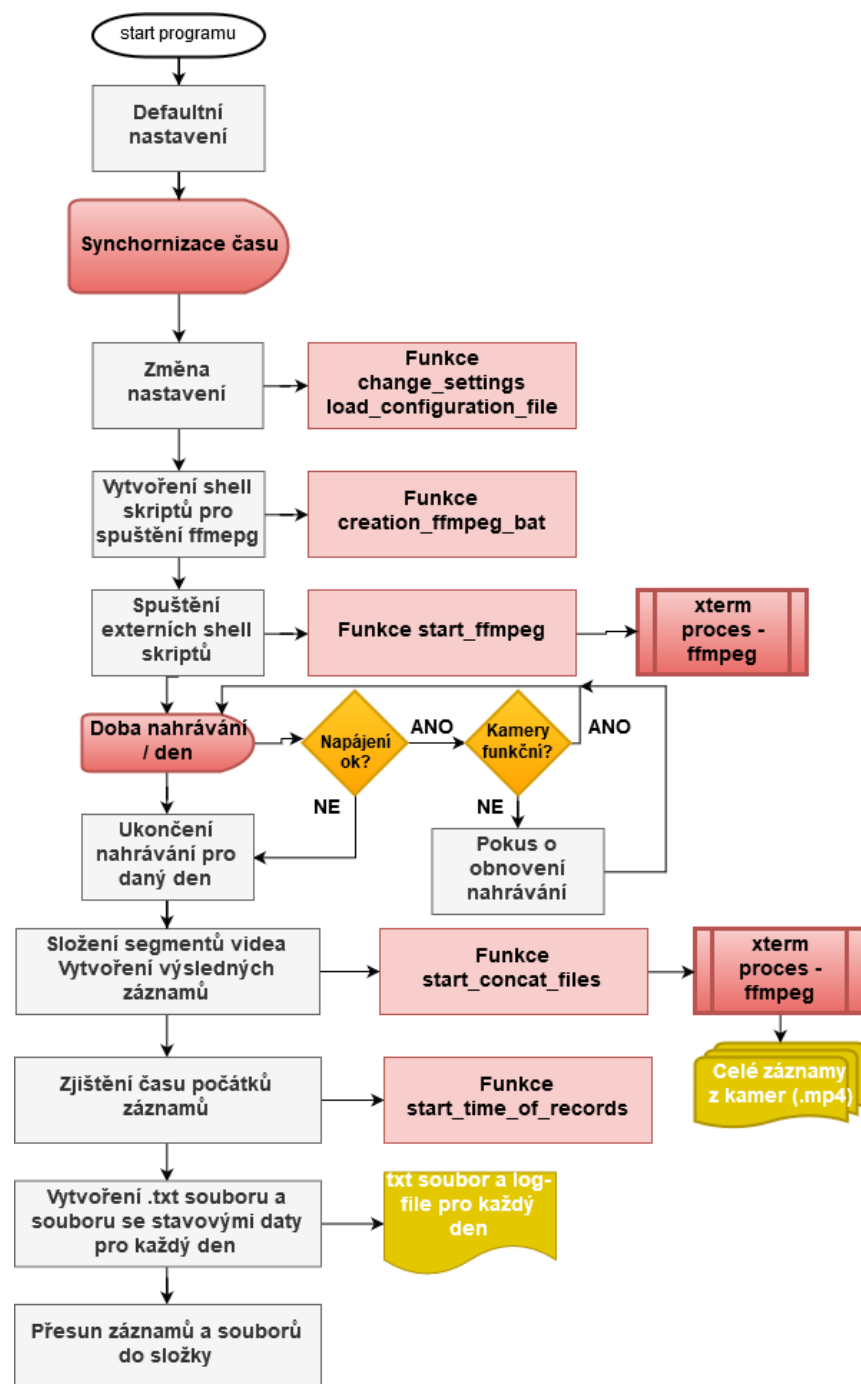 start programu
Defaultní
nastavení
Synchornizace času
Změna
nastavení
Funkce
change_settings
load_configuration_file
Vytvoření shell
skriptů pro
spuštění ffmepg
Funkce
creation_ffmpeg_bat
Spuštění
externích shell
skriptů
Funkce start_ffmpeg
xterm
proces -
ffmpeg
Doba nahrávání
/ den
Napájení
ok?
ANO
Kamery
funkční?
ANO
NE
NE
Ukončení
nahrávání pro
daný den
Pokus o
obnovení
nahrávání
Složení segmentů videa
Vytvoření výsledných
záznamů
Funkce
start_concat_files
xterm
proces -
ffmpeg
Celé záznamy
z kamer (.mp4)
Zjištění času počátků
záznamů
Funkce
start_time_of_records
Vytvoření .txt souboru a
souboru se stavovými daty
pro každý den
txt soubor a log-
file pro každý
den
Přesun záznamů a souborů
do složky